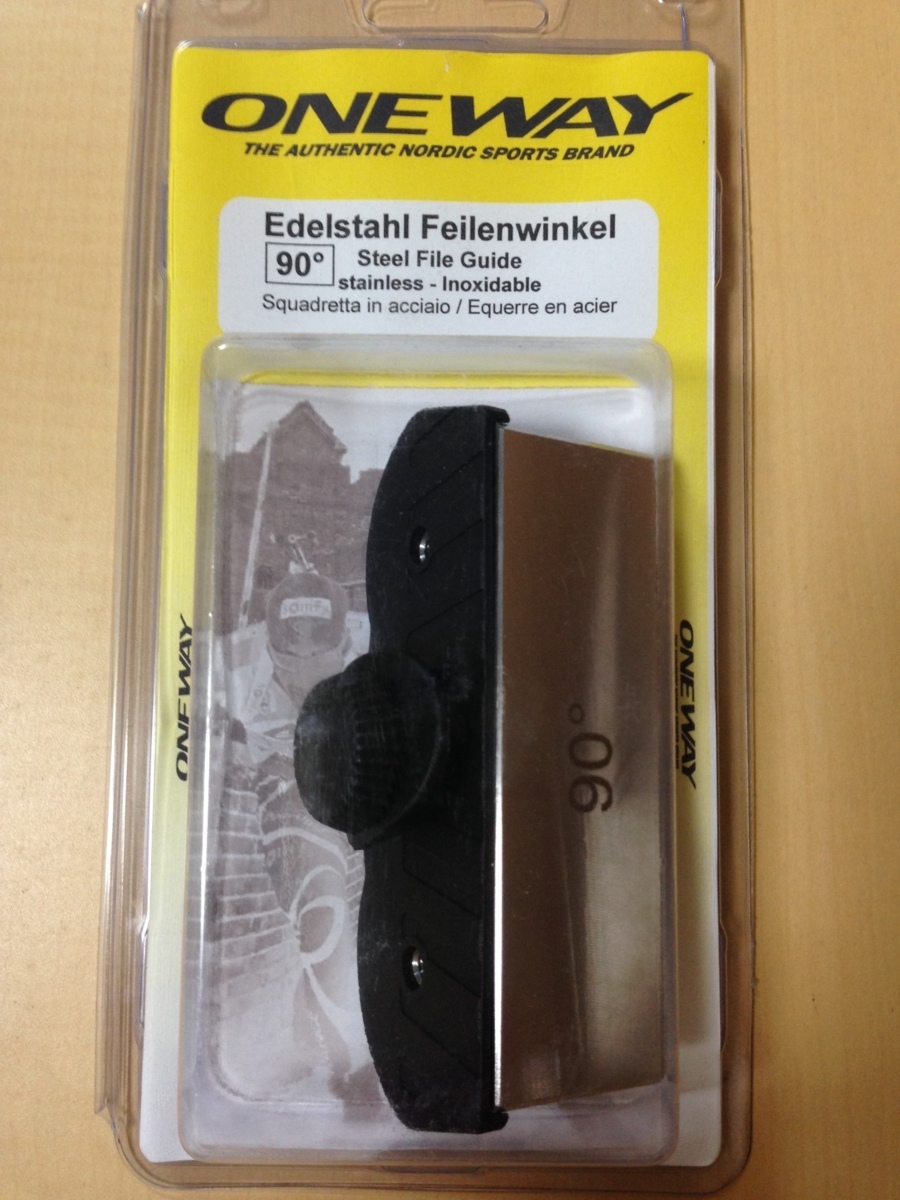 ONEWAY
THE AUTHENTIC NORDIC SPORTS BRAND
Edelstahl Feilenwinkel
90°
Steel File Guide
stainless - Inoxidable
Squadretta in acciaio / Equerre en acier
somfy
ONEWAY
ONEWAY
90°